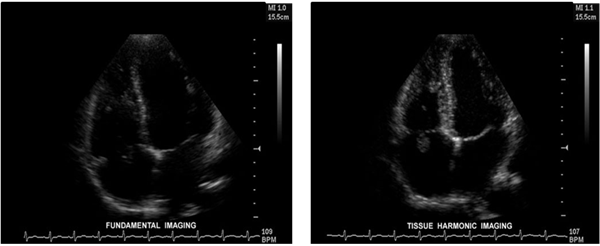 MI 1.0
15.5cm
FUNDAMENTAL IMAGING
109
BPM
MI 1.1
15.5cm
TISSUE HARMONIC IMAGING
107
BPM